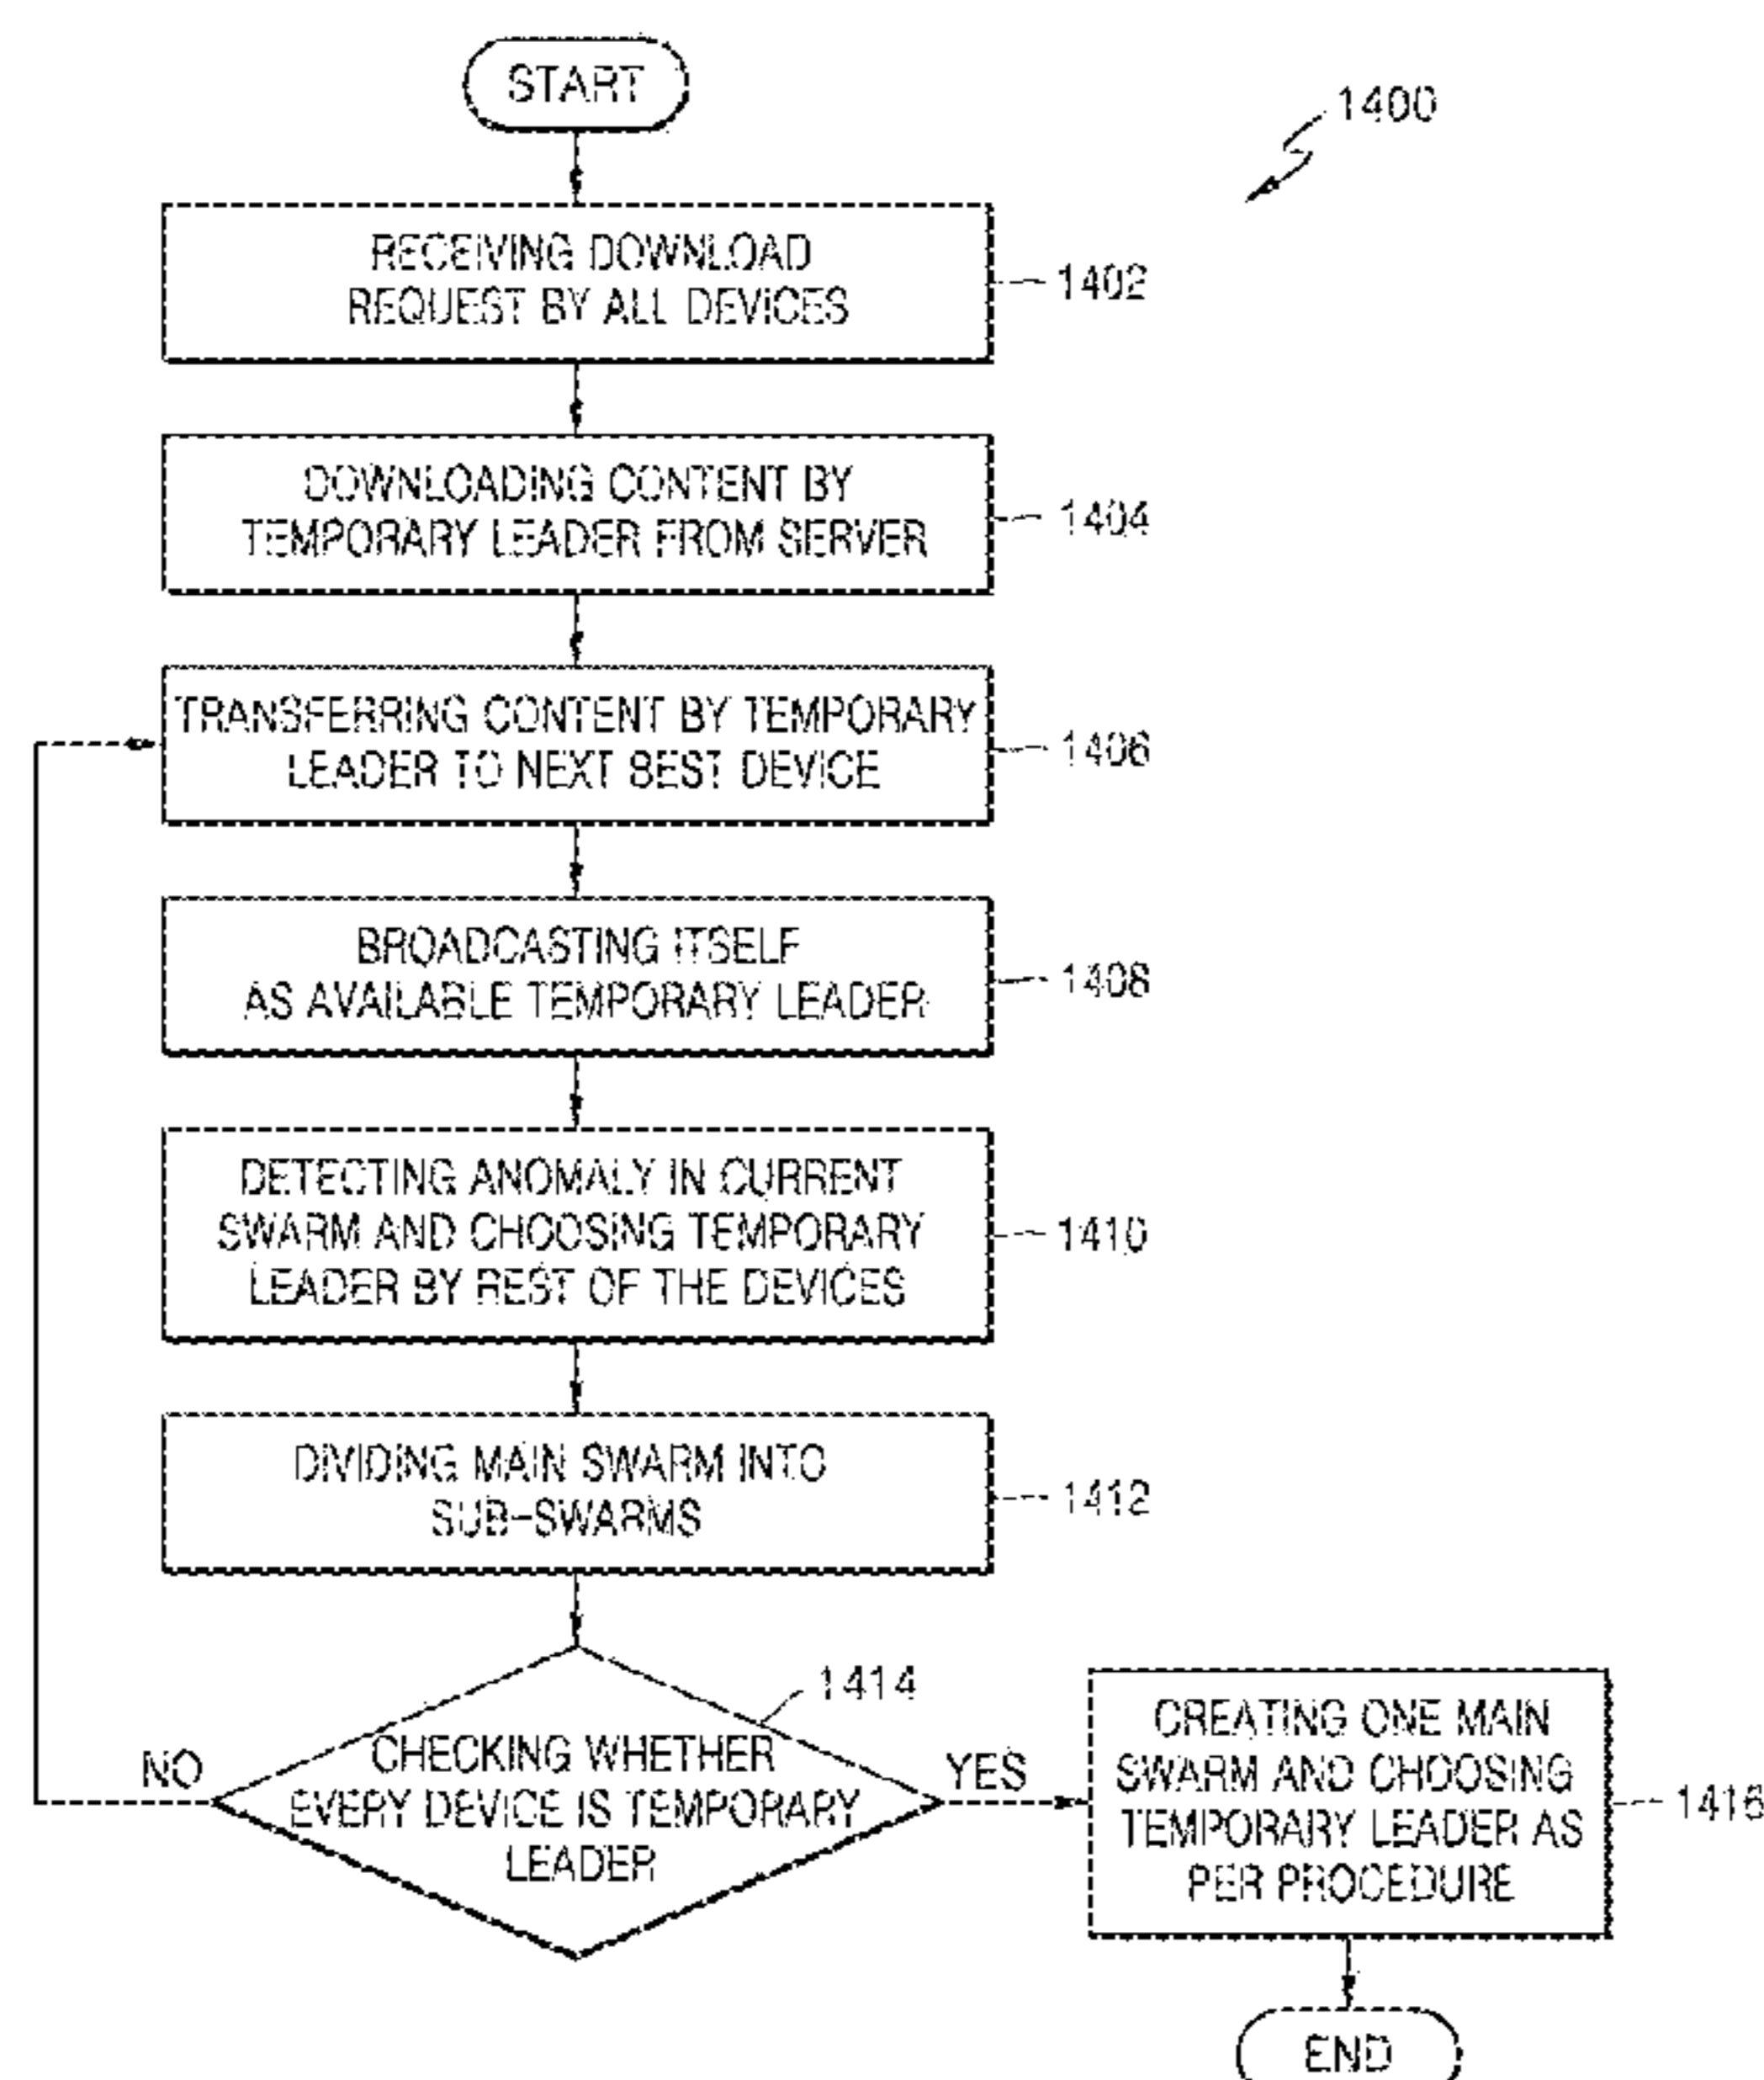 START
1400
RECEIVING DOWNLOAD
REQUEST BY ALL DEVICES
1402
DOWNLOADING CONTENT BY
TEMPORARY LEADER FROM SERVER
1404
TRANSFERRING CONTENT BY TEMPORARY
LEADER TO NEXT BEST DEVICE
1406
BROADCASTING ITSELF
AS AVAILABLE TEMPORARY LEADER
1408
DETECTING ANOMALY IN CURRENT
SWARM AND CHOOSING TEMPORARY
LEADER BY REST OF THE DEVICES
1410
DIVIDING MAIN SWARM INTO
SUB-SWARMS
1412
1414
CHECKING WHETHER
EVERY DEVICE IS TEMPORARY
LEADER
NO
YES
CREATING ONE MAIN
SWARM AND CHOOSING
TEMPORARY LEADER AS
PER PROCEDURE
1416
END